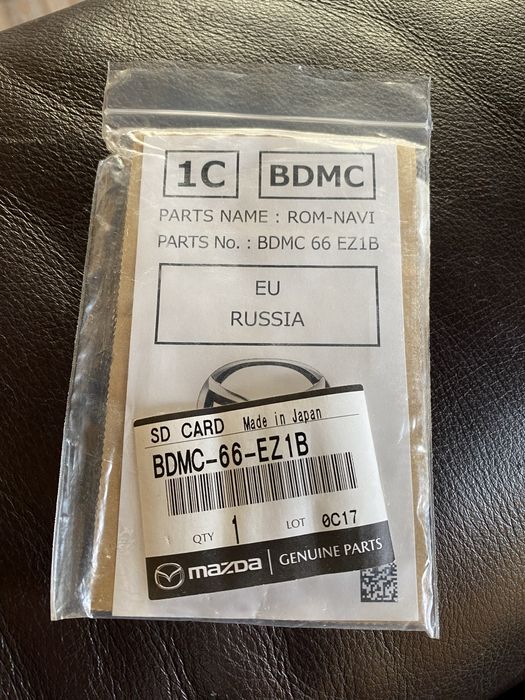 1C BDMC
PARTS NAME : ROM-NAVI
PARTS No. : BDMC 66 EZ1B
EU
RUSSIA
SD CARD Made in Japan
BDMC-66-EZ1B
QTY 1 LOT 0C17
mazda GENUINE PARTS